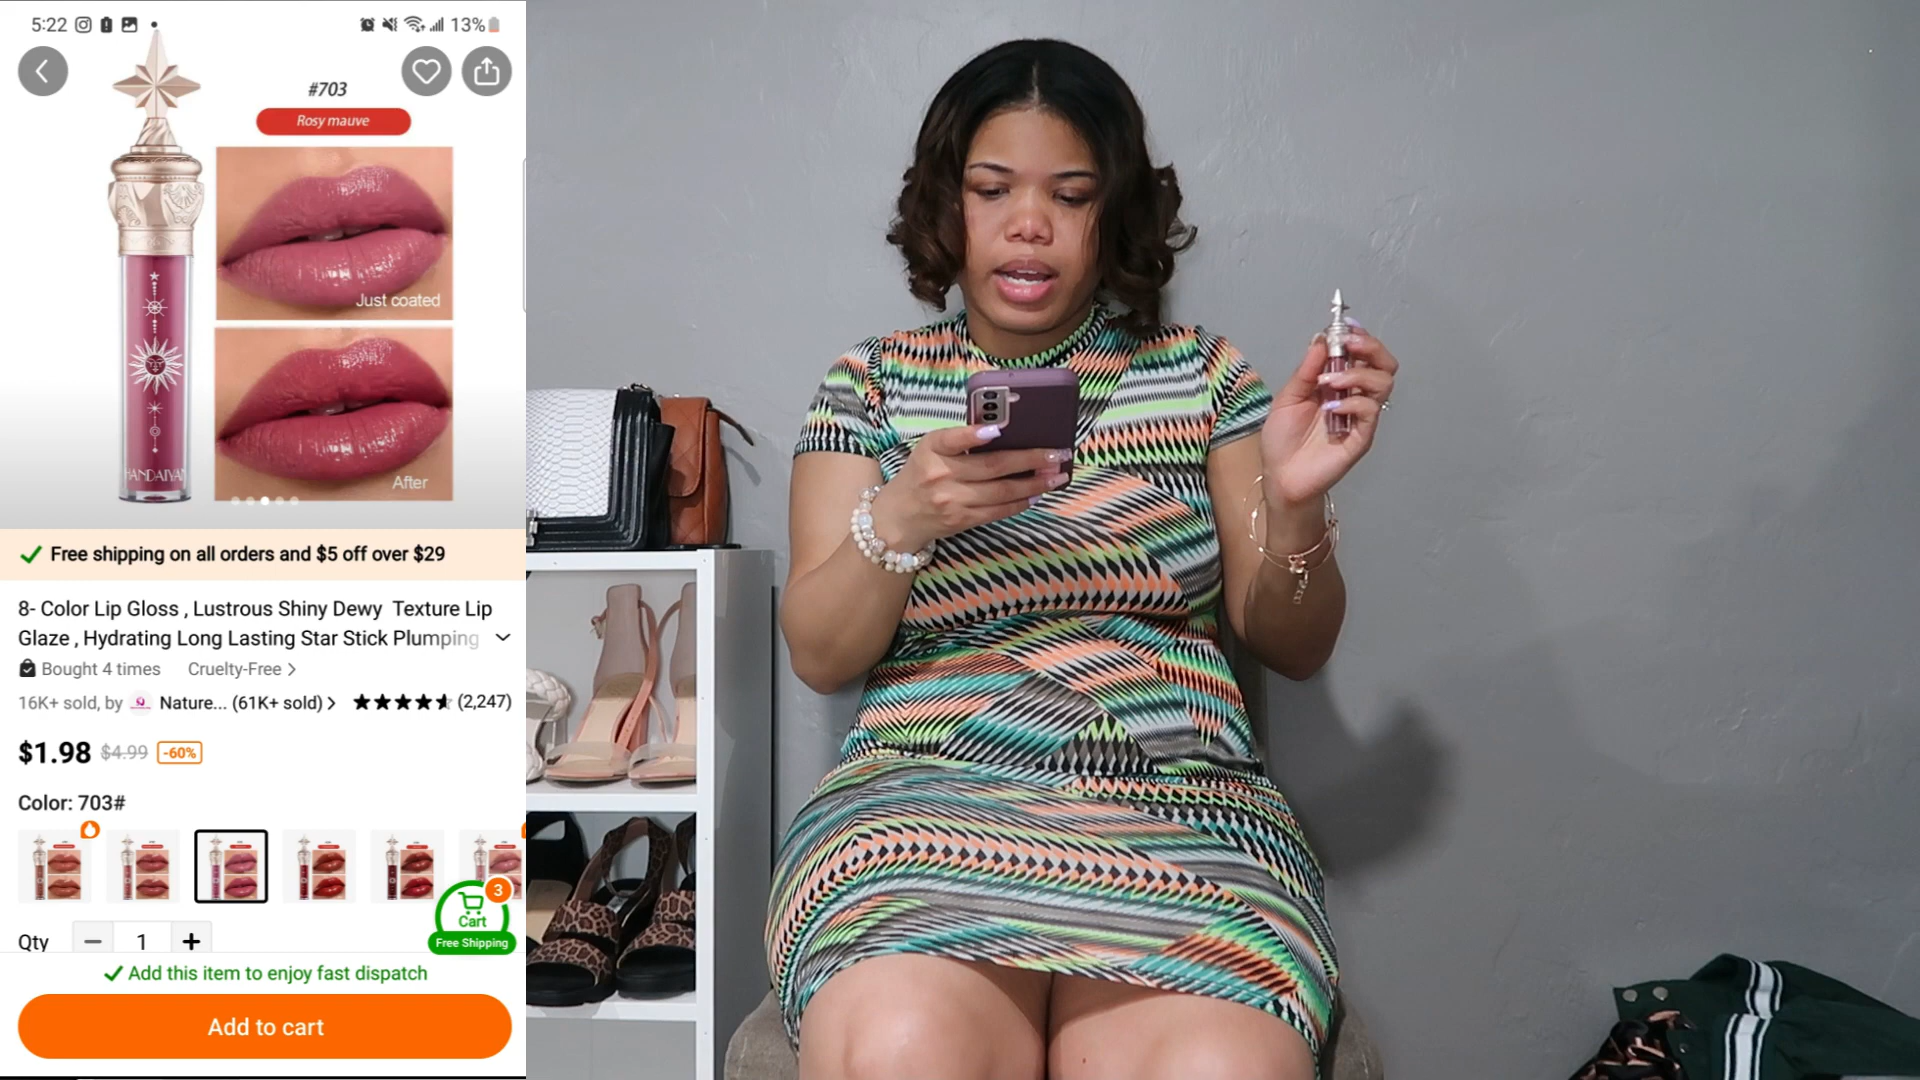 5:22
13%
#703
Rosy mauve
Just coated
After
HANDAIYAN
Free shipping on all orders and $5 off over $29
8- Color Lip Gloss , Lustrous Shiny Dewy Texture Lip
Glaze , Hydrating Long Lasting Star Stick Plumping
Bought 4 times
Cruelty-Free >
16K+ sold, by Nature... (61K+ sold) > (2,247)
$1.98 $4.99 -60%
Color: 703#
3
Cart
Free Shipping
Qty − 1 +
Add this item to enjoy fast dispatch
Add to cart